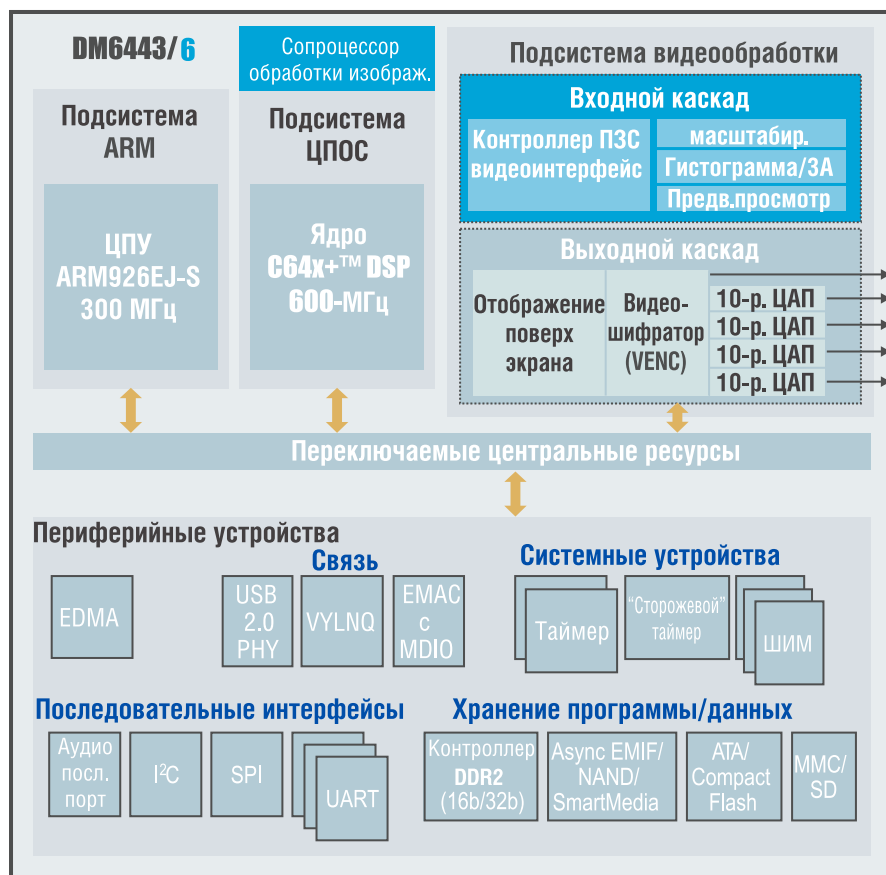 DM6443/6
Сопроцессор
обработки изображ.
Подсистема
ARM
ЦПУ
ARM926EJ-S
300 МГц
Подсистема
ЦПОС
Ядро
C64x+™ DSP
600-МГц
Подсистема видеообработки
Входной каскад
Контроллер ПЗС
видеоинтерфейс
масштабир.
Гистограмма/3А
Предв.просмотр
Выходной каскад
Отображение
поверх
экрана
Видео-
шифратор
(VENC)
10-р. ЦАП
10-р. ЦАП
10-р. ЦАП
10-р. ЦАП
Переключаемые центральные ресурсы
Периферийные устройства
Связь
EDMA
USB
2.0
PHY
VYLNQ
EMAC
с
MDIO
Системные устройства
Таймер
“Сторожевой”
таймер
ШИМ
Последовательные интерфейсы
Аудио
посл.
порт
I²C
SPI
UART
Хранение программы/данных
Контроллер
DDR2
(16b/32b)
Async EMIF/
NAND/
SmartMedia
ATA/
Compact
Flash
MMC/
SD